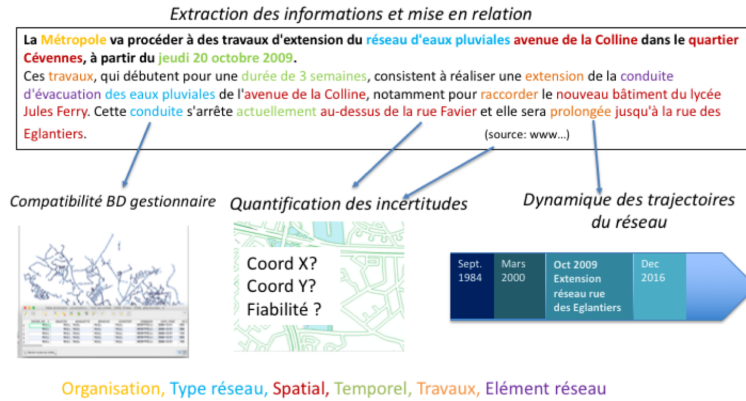 Extraction des informations et mise en relation
La Métropole va procéder à des travaux d'extension du réseau d'eaux pluviales avenue de la Colline dans le quartier
Cévennes, à partir du jeudi 20 octobre 2009.
Ces travaux, qui débutent pour une durée de 3 semaines, consistent à réaliser une extension de la conduite
d'évacuation des eaux pluviales de l'avenue de la Colline, notamment pour raccorder le nouveau bâtiment du lycée
Jules Ferry. Cette conduite s'arrête actuellement au-dessus de la rue Favier et elle sera prolongée jusqu'à la rue des
Eglantiers.
(source: www...)
Compatibilité BD gestionnaire
Quantification des incertitudes
Dynamique des trajectoires
du réseau
Coord X?
Coord Y?
Fiabilité ?
Sept.
1984
Mars
2000
Oct 2009
Extension
réseau rue
des Eglantiers
Dec
2016
Organisation, Type réseau, Spatial, Temporel, Travaux, Elément réseau